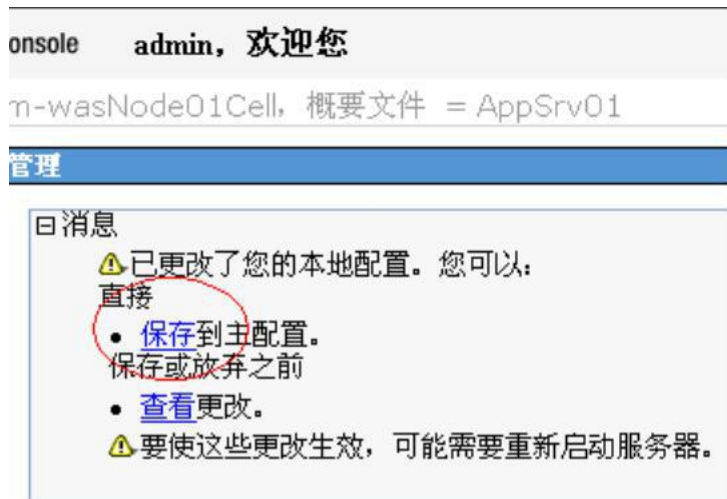 onsole admin，欢迎您
m-wasNode01Cell，概要文件 = AppSrv01
管理
消息
已更改了您的本地配置。您可以：
直接
• 保存到主配置。
保存或放弃之前
• 查看更改。
要使这些更改生效，可能需要重新启动服务器。